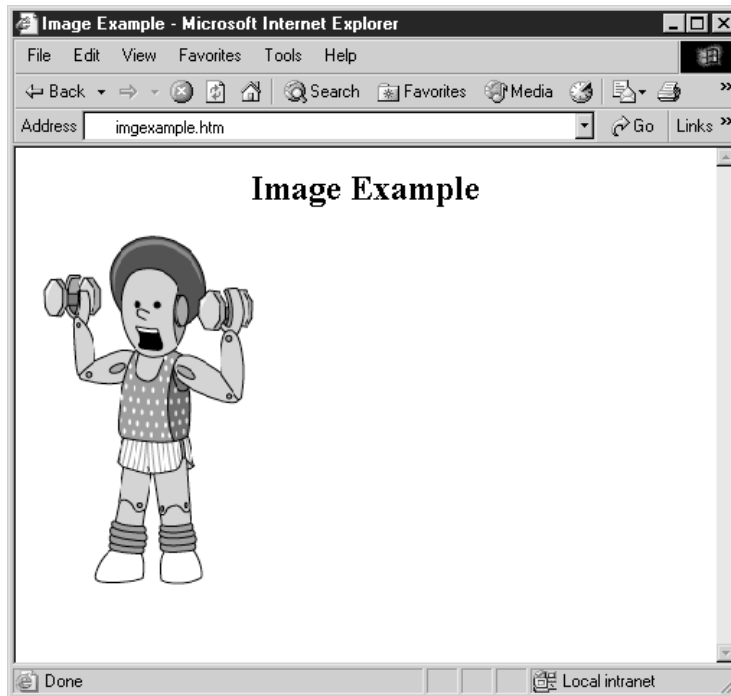 Image Example - Microsoft Internet Explorer
File Edit View Favorites Tools Help
Back Search Favorites Media »
Address imgexample.htm Go Links »
Image Example
Done Local intranet